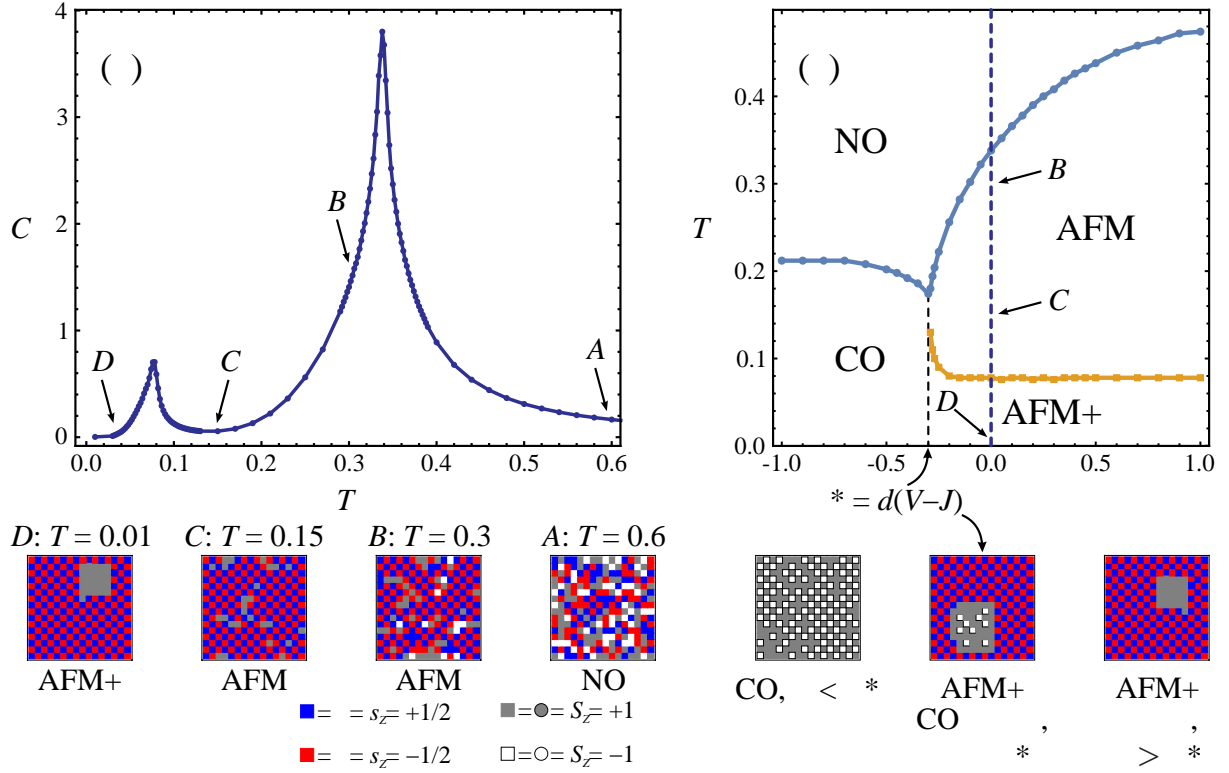 4
3
2
1
0
C
( )
D
C
B
A
0.0 0.1 0.2 0.3 0.4 0.5 0.6
T
( )
NO
AFM
CO
AFM+
B
C
D
T
0.4
0.3
0.2
0.1
0.0
-1.0 -0.5 0.0 0.5 1.0
* = d(V–J)
D: T = 0.01 C: T = 0.15 B: T = 0.3 A: T = 0.6
AFM+ AFM AFM NO
CO, < *
AFM+
CO ,
*
AFM+
,
> *
= = s_z= +1/2 = = S_z= +1
= = s_z= −1/2 = = S_z= −1